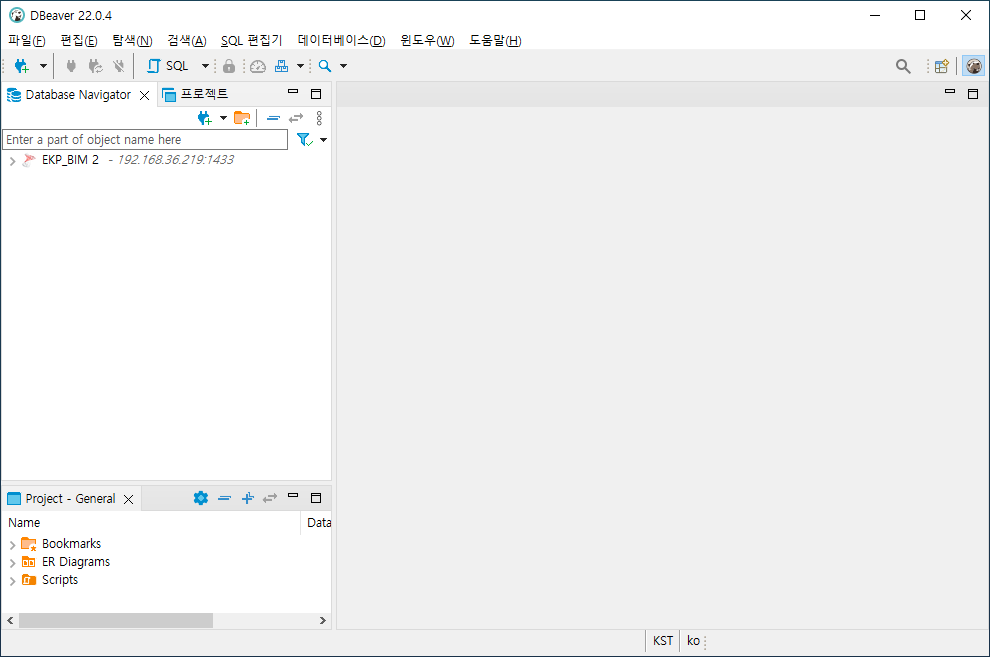 DBeaver 22.0.4
파일(F) 편집(E) 탐색(N) 검색(A) SQL 편집기 데이터베이스(D) 윈도우(W) 도움말(H)
SQL
Database Navigator 프로젝트
Enter a part of object name here
EKP_BIM 2 - 192.168.36.219:1433
Project - General
Name Data
Bookmarks
ER Diagrams
Scripts
KST ko